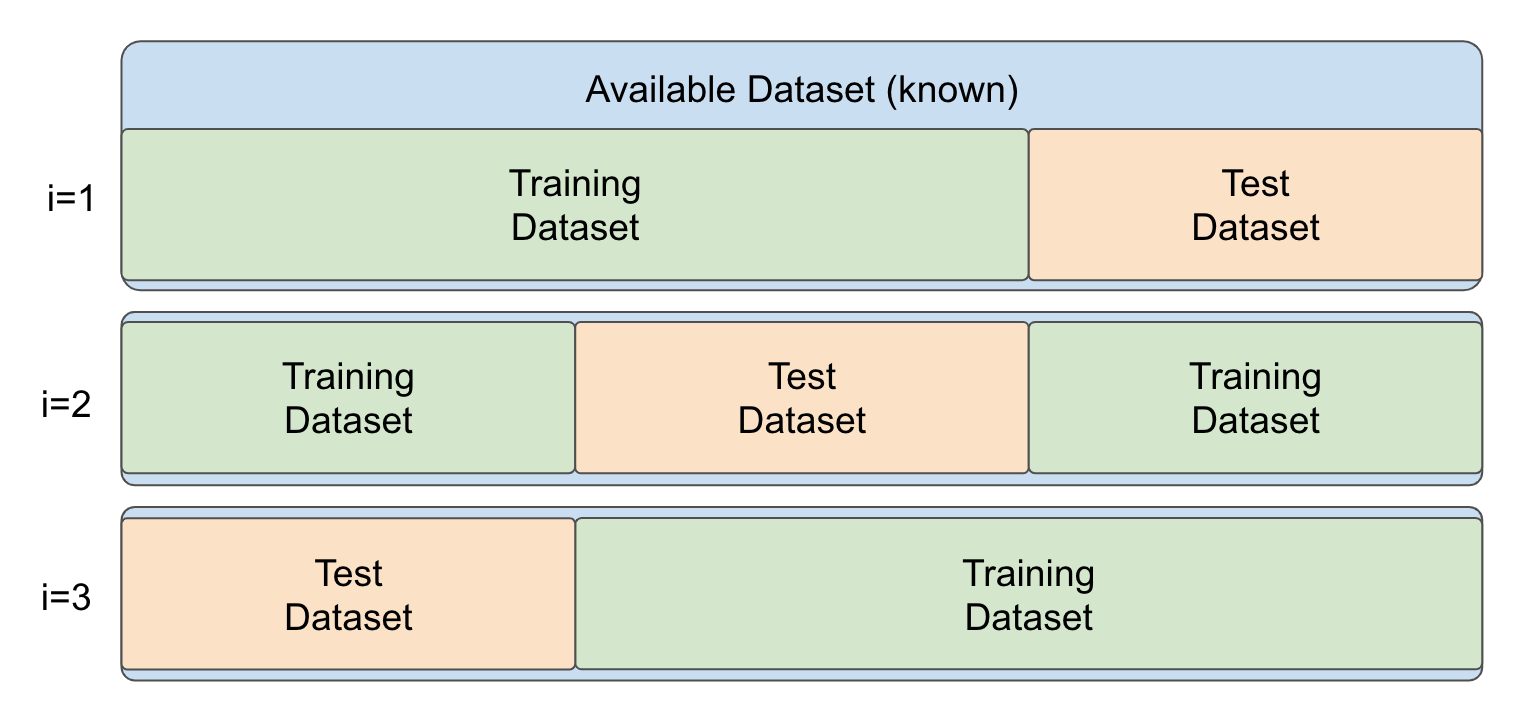 Available Dataset (known)
i=1
Training
Dataset
Test
Dataset
i=2
Training
Dataset
Test
Dataset
Training
Dataset
i=3
Test
Dataset
Training
Dataset